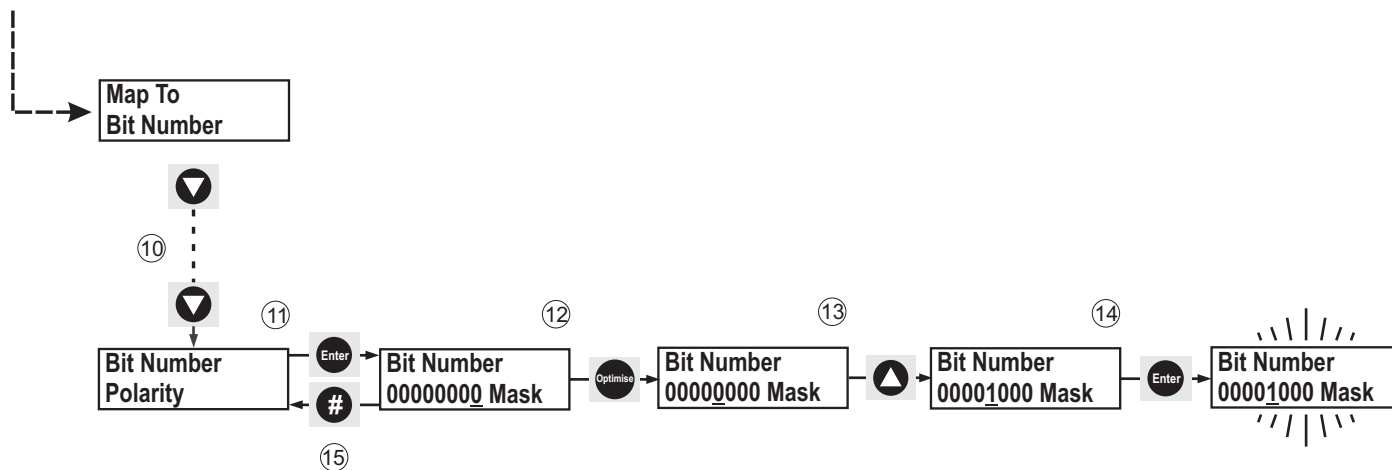 Map To
Bit Number
10
11
12
13
14
Bit Number
Polarity
Enter
#
15
Bit Number
00000000 Mask
Optimise
Bit Number
00000000 Mask
Bit Number
00001000 Mask
Enter
Bit Number
00001000 Mask